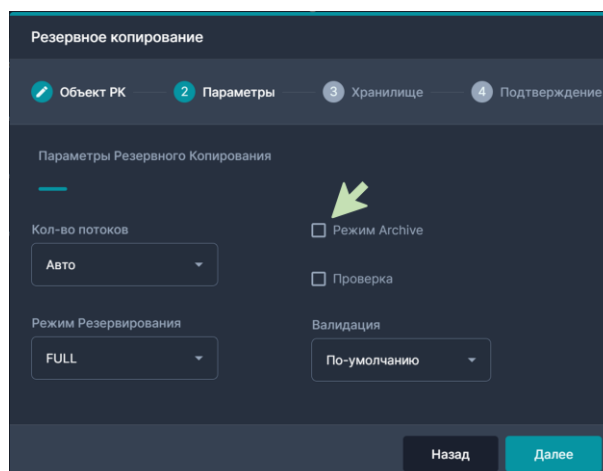 Резервное копирование
Объект РК
2 Параметры
3 Хранилище
4 Подтверждение
Параметры Резервного Копирования
Кол-во потоков
Авто
Режим Archive
Проверка
Режим Резервирования
FULL
Валидация
По-умолчанию
Назад
Далее